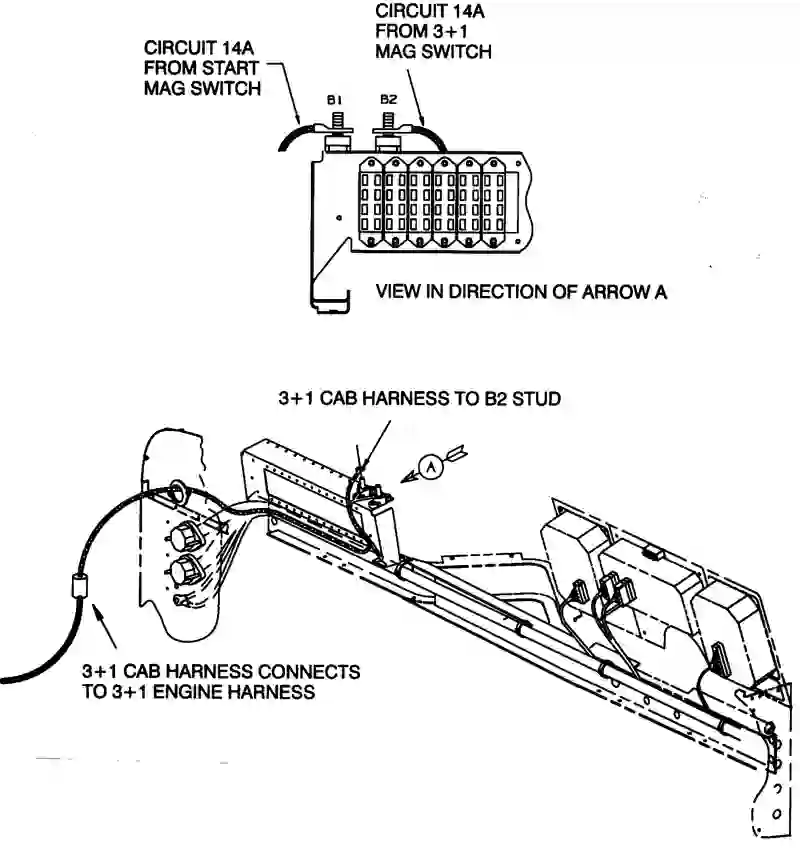 CIRCUIT 14A
FROM START
MAG SWITCH
CIRCUIT 14A
FROM 3+1
MAG SWITCH
B1
B2
VIEW IN DIRECTION OF ARROW A
3+1 CAB HARNESS TO B2 STUD
A
3+1 CAB HARNESS CONNECTS
TO 3+1 ENGINE HARNESS